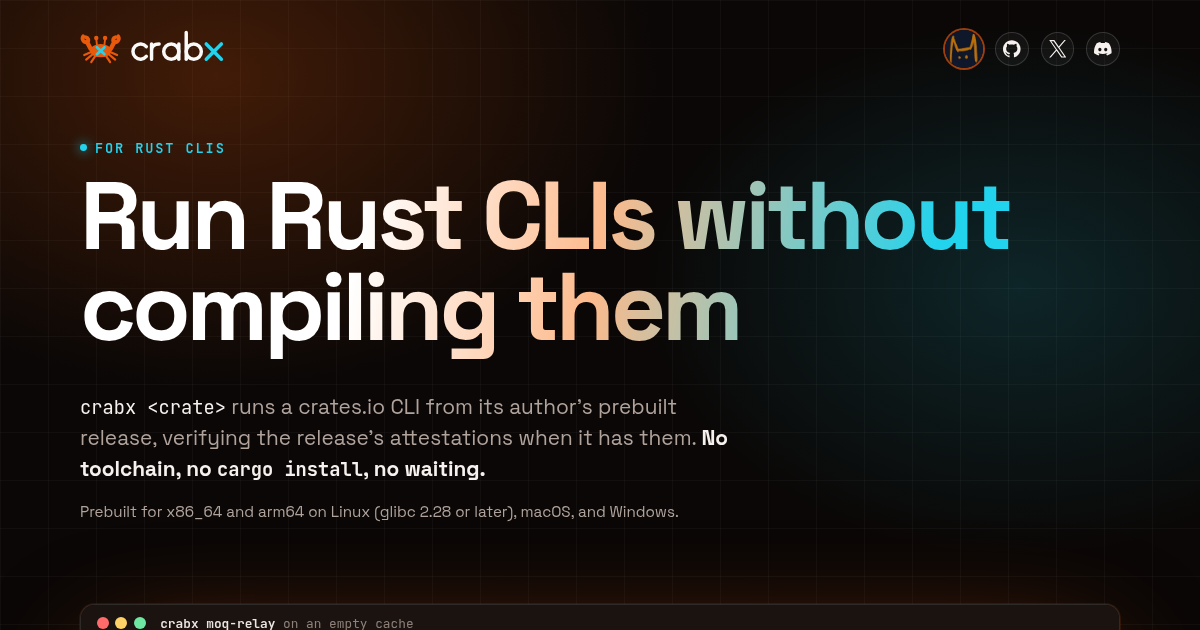 crabx
FOR RUST CLIS
Run Rust CLIs without
compiling them
crabx <crate> runs a crates.io CLI from its author's prebuilt
release, verifying the release's attestations when it has them. No
toolchain, no cargo install, no waiting.
Prebuilt for x86_64 and arm64 on Linux (glibc 2.28 or later), macOS, and Windows.
crabx moq-relay on an empty cache